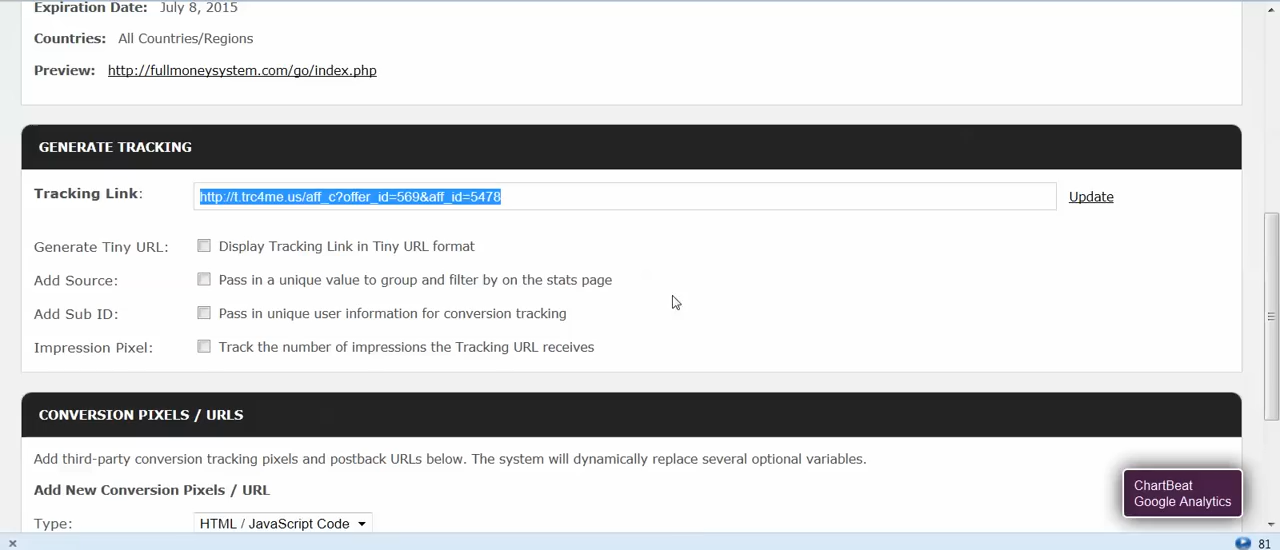 Expiration Date: July 8, 2015
Countries: All Countries/Regions
Preview: http://fullmoneysystem.com/go/index.php
GENERATE TRACKING
Tracking Link: http://t.trc4me.us/aff_c?offer_id=569&aff_id=5478 Update
Generate Tiny URL: Display Tracking Link in Tiny URL format
Add Source: Pass in a unique value to group and filter by on the stats page
Add Sub ID: Pass in unique user information for conversion tracking
Impression Pixel: Track the number of impressions the Tracking URL receives
CONVERSION PIXELS / URLS
Add third-party conversion tracking pixels and postback URLs below. The system will dynamically replace several optional variables.
Add New Conversion Pixels / URL
Type: HTML / JavaScript Code
ChartBeat
Google Analytics
81